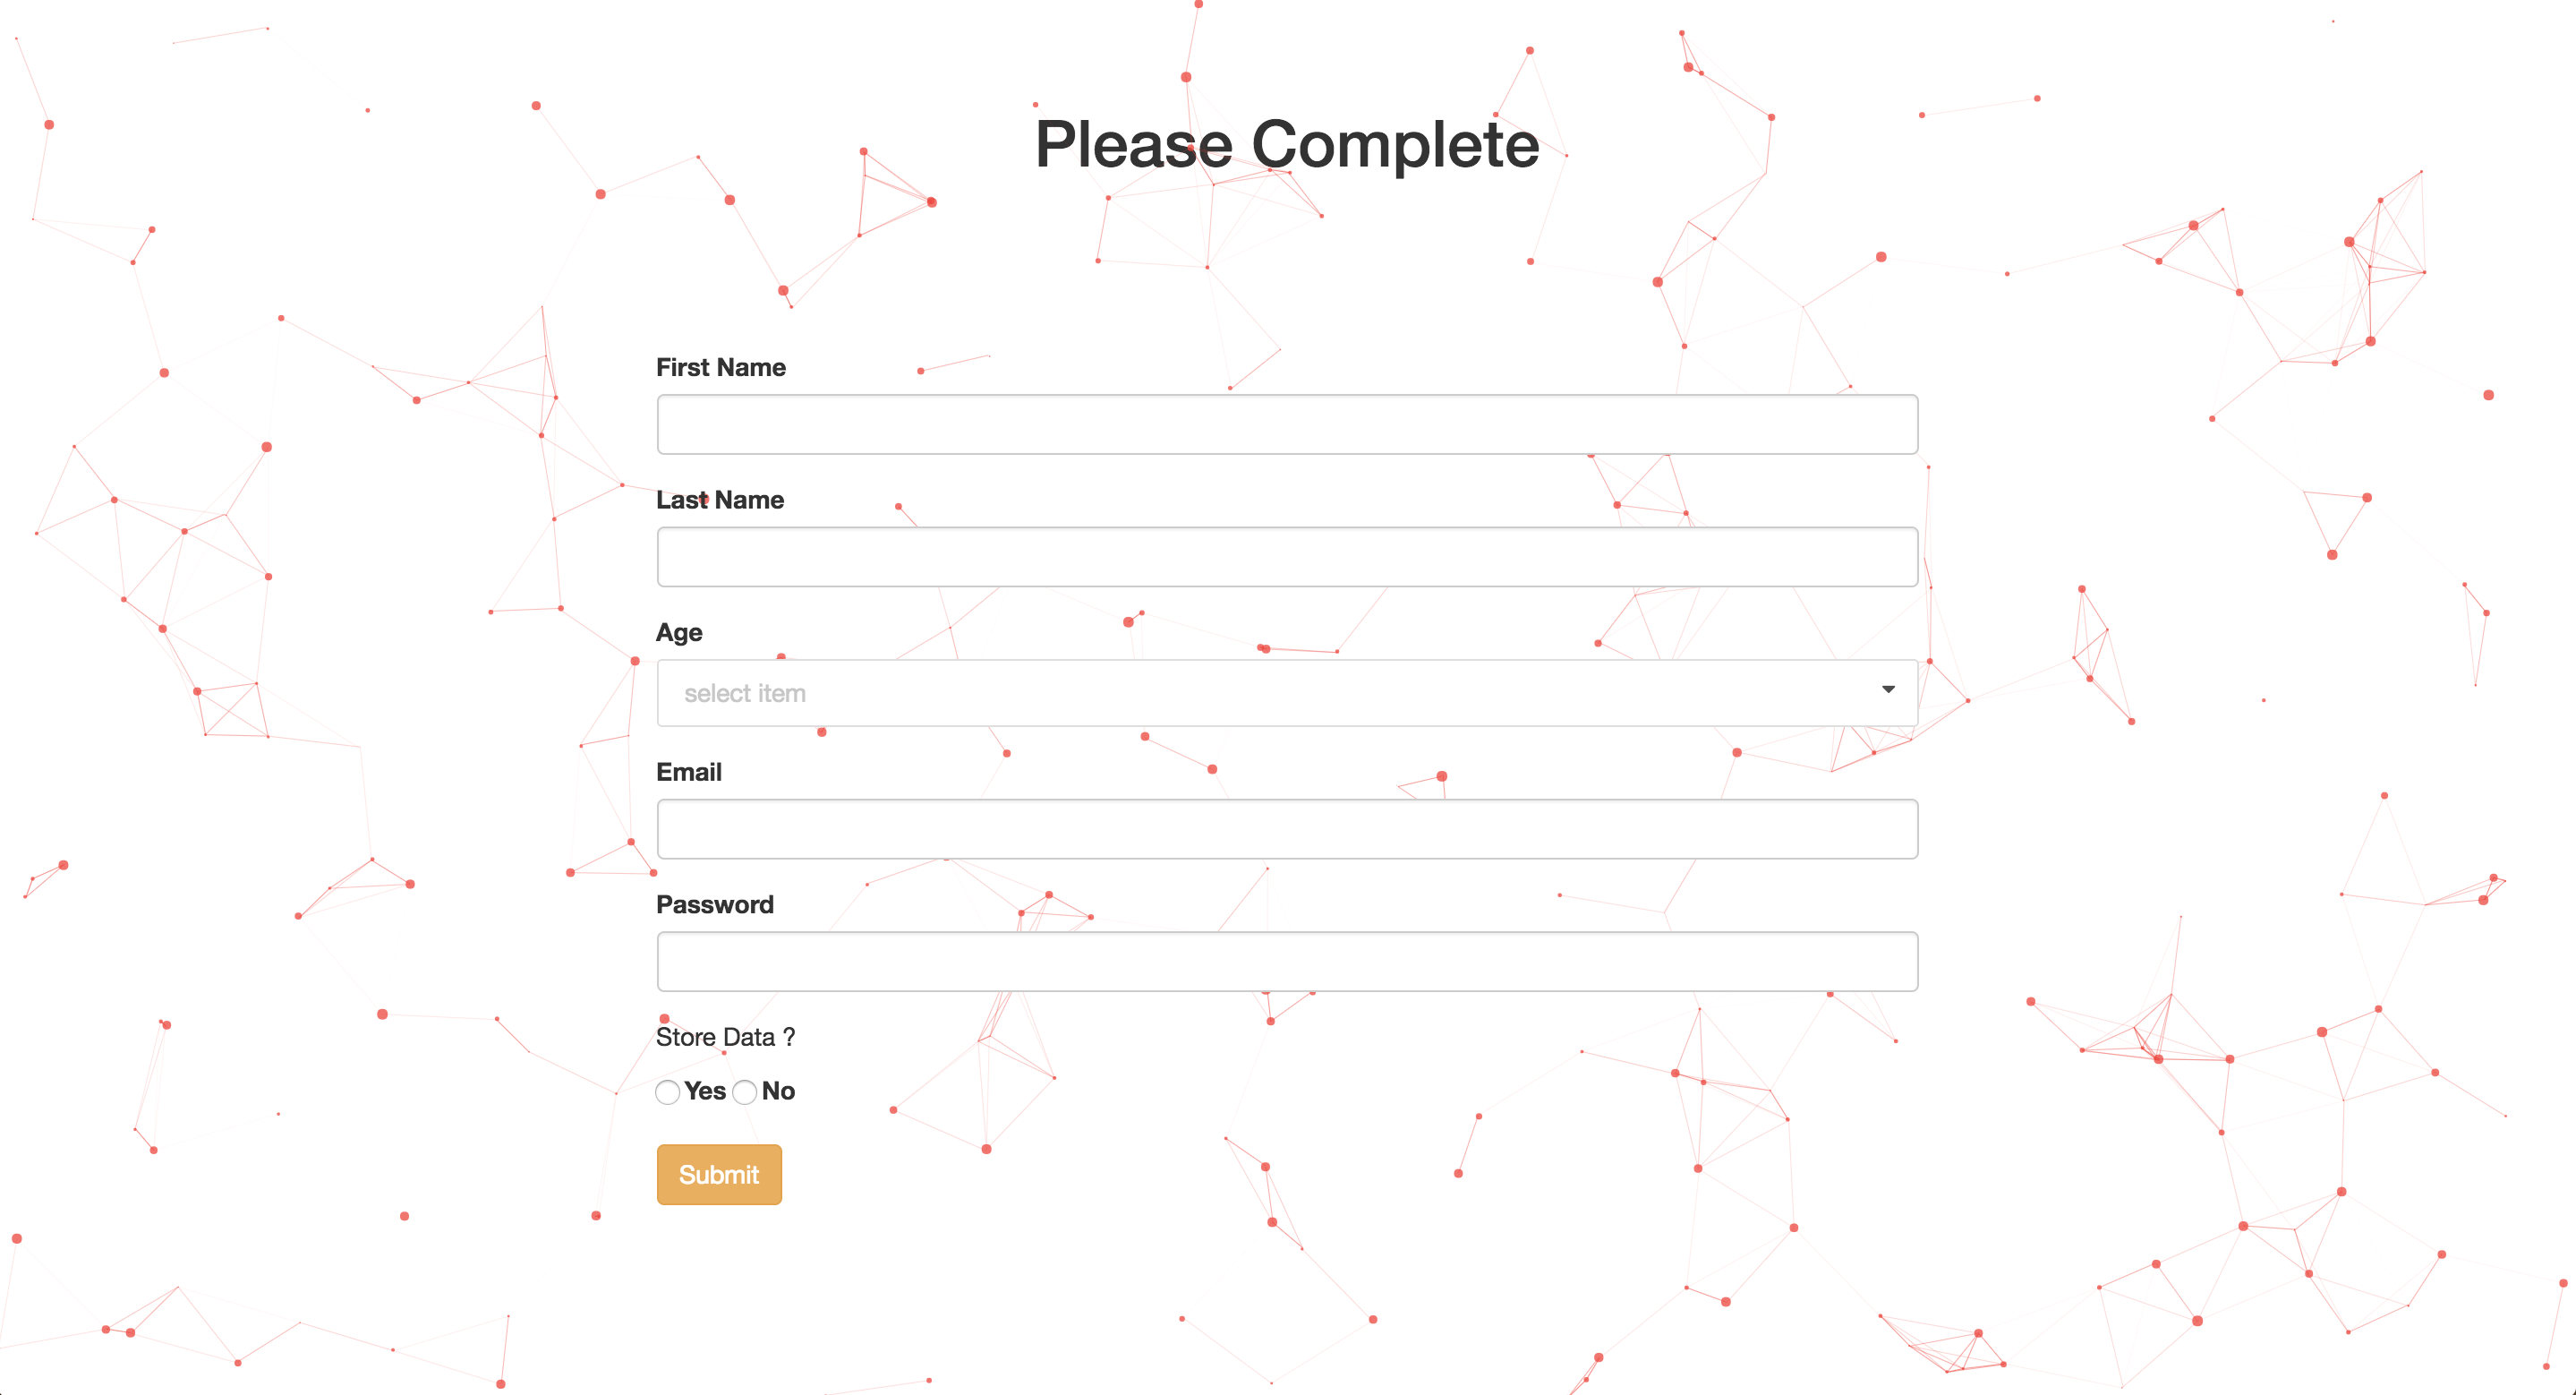 Please Complete
First Name
Last Name
Age
select item
Email
Password
Store Data ?
Yes No
Submit